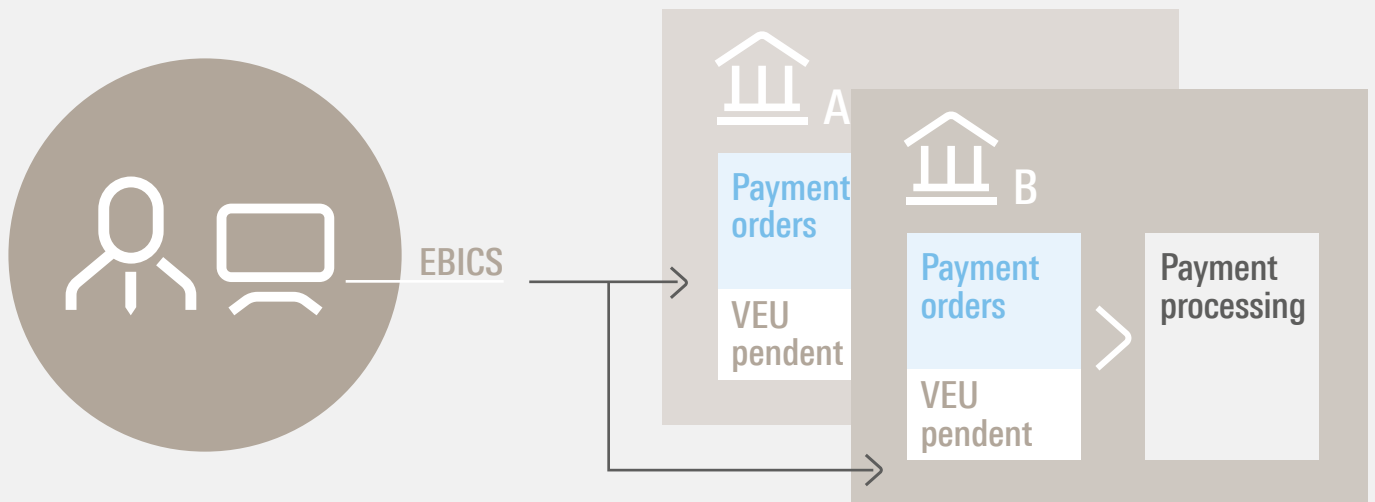 EBICS
A
Payment
orders
VEU
pendent
B
Payment
orders
VEU
pendent
Payment
processing